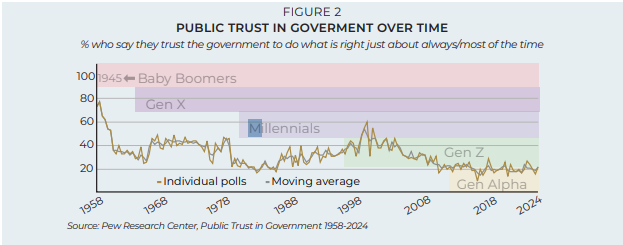 FIGURE 2
PUBLIC TRUST IN GOVERMENT OVER TIME
% who say they trust the government to do what is right just about always/most of the time
100
1945 Baby Boomers
80
Gen X
60
Millennials
40
Gen Z
20
Gen Alpha
Individual polls Moving average
1958 1968 1978 1988 1998 2008 2018 2024
Source: Pew Research Center, Public Trust in Government 1958-2024